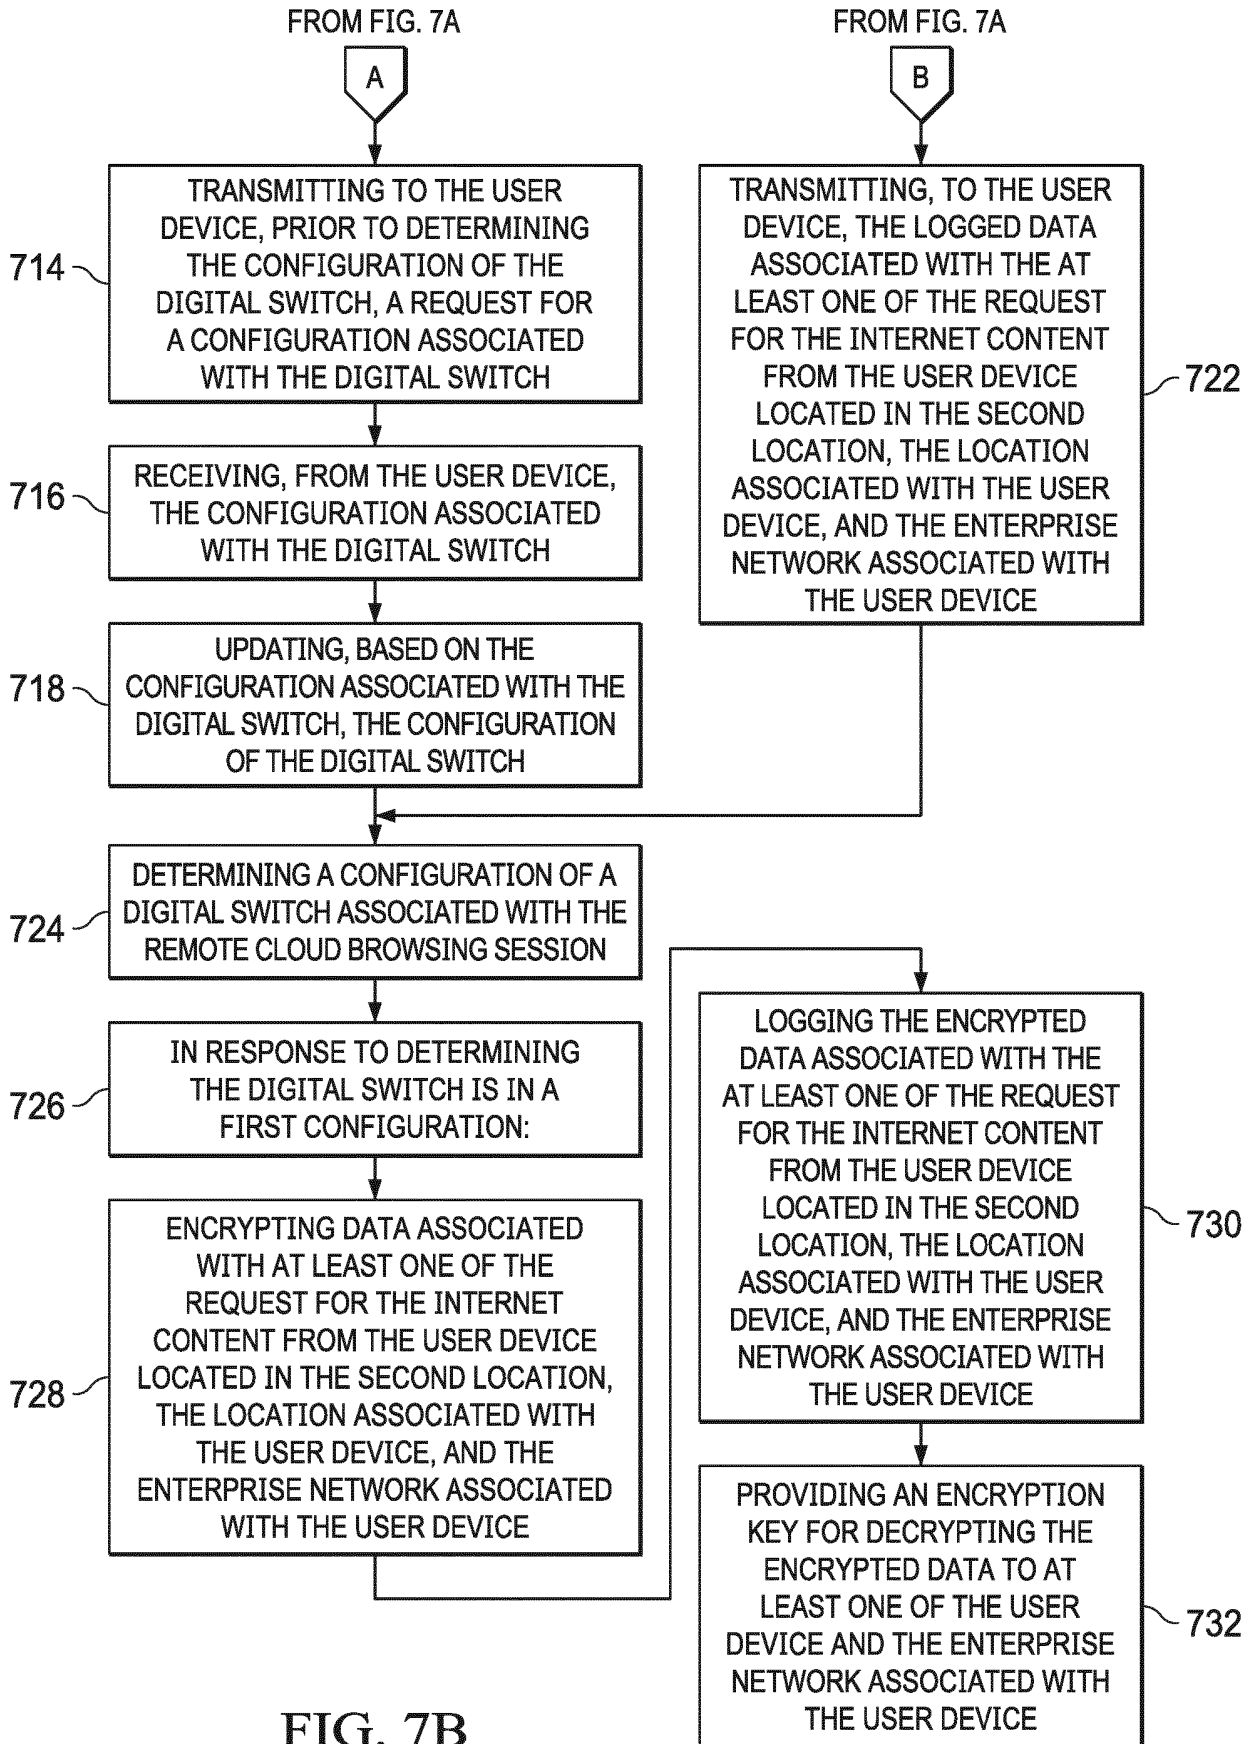 FROM FIG. 7A
A
TRANSMITTING TO THE USER
DEVICE, PRIOR TO DETERMINING
THE CONFIGURATION OF THE
DIGITAL SWITCH, A REQUEST FOR
A CONFIGURATION ASSOCIATED
WITH THE DIGITAL SWITCH
714
RECEIVING, FROM THE USER DEVICE,
THE CONFIGURATION ASSOCIATED
WITH THE DIGITAL SWITCH
716
UPDATING, BASED ON THE
CONFIGURATION ASSOCIATED WITH THE
DIGITAL SWITCH, THE CONFIGURATION
OF THE DIGITAL SWITCH
718
FROM FIG. 7A
B
TRANSMITTING, TO THE USER
DEVICE, THE LOGGED DATA
ASSOCIATED WITH THE AT
LEAST ONE OF THE REQUEST
FOR THE INTERNET CONTENT
FROM THE USER DEVICE
LOCATED IN THE SECOND
LOCATION, THE LOCATION
ASSOCIATED WITH THE USER
DEVICE, AND THE ENTERPRISE
NETWORK ASSOCIATED WITH
THE USER DEVICE
722
DETERMINING A CONFIGURATION OF A
DIGITAL SWITCH ASSOCIATED WITH THE
REMOTE CLOUD BROWSING SESSION
724
IN RESPONSE TO DETERMINING
THE DIGITAL SWITCH IS IN A
FIRST CONFIGURATION:
726
ENCRYPTING DATA ASSOCIATED
WITH AT LEAST ONE OF THE
REQUEST FOR THE INTERNET
CONTENT FROM THE USER DEVICE
LOCATED IN THE SECOND LOCATION,
THE LOCATION ASSOCIATED WITH
THE USER DEVICE, AND THE
ENTERPRISE NETWORK ASSOCIATED
WITH THE USER DEVICE
728
LOGGING THE ENCRYPTED
DATA ASSOCIATED WITH THE
AT LEAST ONE OF THE REQUEST
FOR THE INTERNET CONTENT
FROM THE USER DEVICE
LOCATED IN THE SECOND
LOCATION, THE LOCATION
ASSOCIATED WITH THE USER
DEVICE, AND THE ENTERPRISE
NETWORK ASSOCIATED WITH
THE USER DEVICE
730
PROVIDING AN ENCRYPTION
KEY FOR DECRYPTING THE
ENCRYPTED DATA TO AT
LEAST ONE OF THE USER
DEVICE AND THE ENTERPRISE
NETWORK ASSOCIATED WITH
THE USER DEVICE
732
FIG. 7B